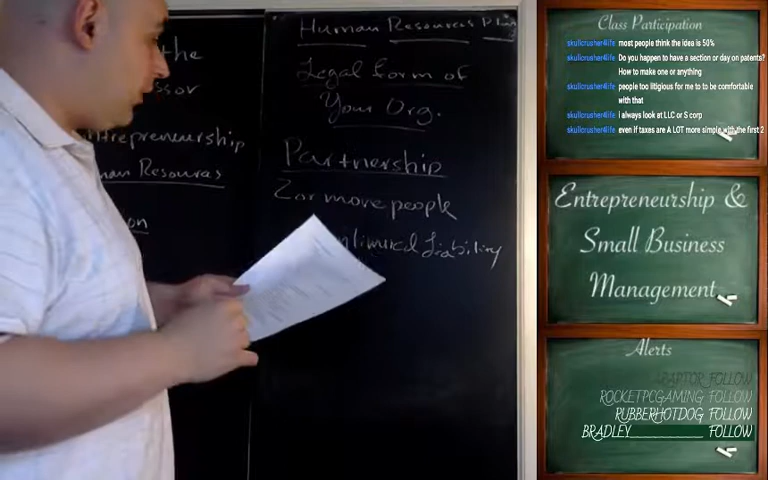 the
ssor
ntrepreneurship
man Resources
on
Human Resources Plan
Legal form of
Your Org.
Partnership
2 or more people
nlimited Liability
Class Participation
skullcrusher4life most people think the idea is 50%
skullcrusher4life Do you happen to have a section or day on patents?
How to make one or anything
skullcrusher4life people too litigious for me to to be comfortable
with that
skullcrusher4life i always look at LLC or S corp
skullcrusher4life even if taxes are A LOT more simple with the first 2
Entrepreneurship &
Small Business
Management
Alerts
RAPTOR FOLLOW
ROCKETPCGAMING FOLLOW
RUBBERHOTDOG FOLLOW
BRADLEY FOLLOW